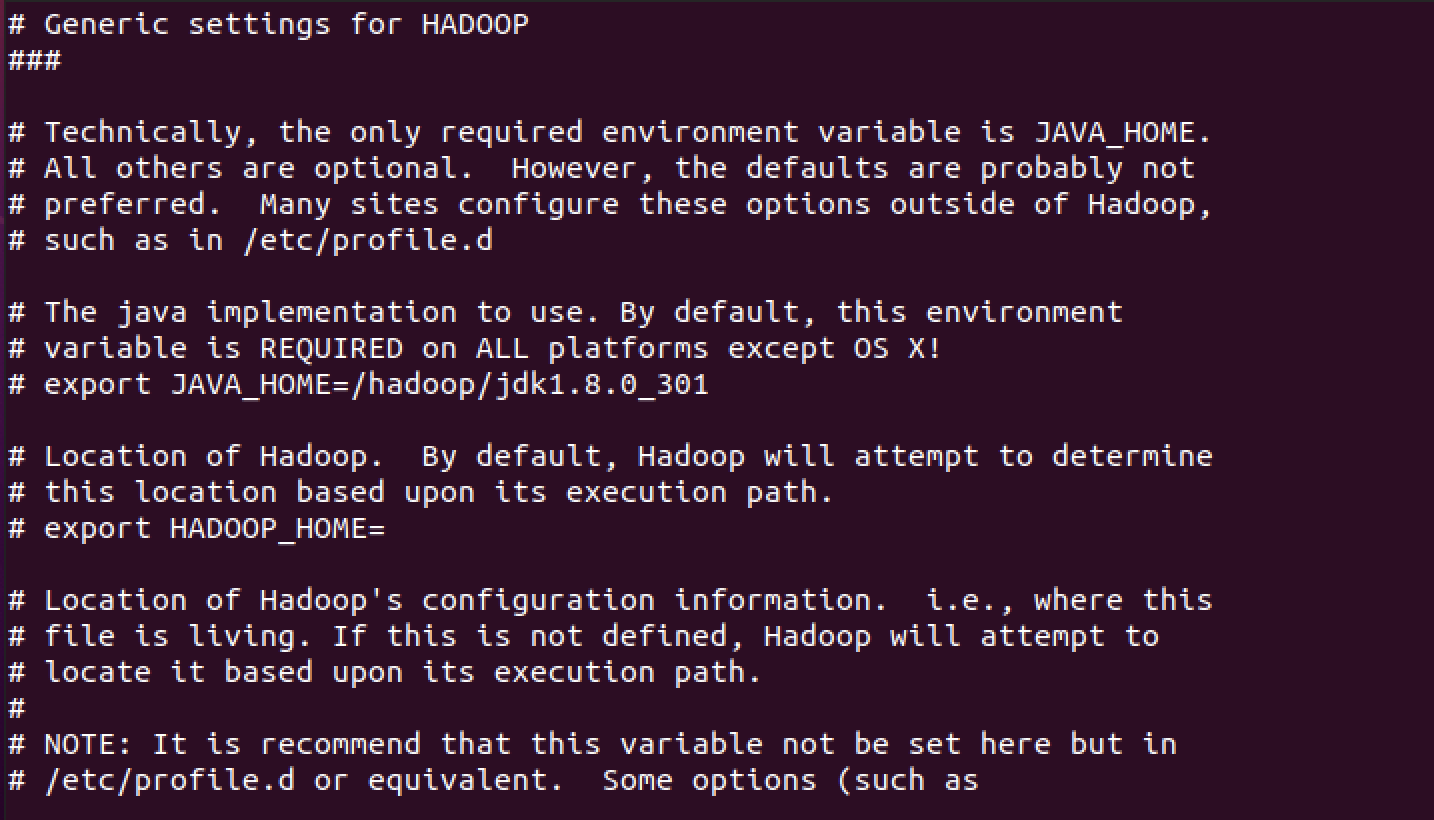 # Generic settings for HADOOP
###
# Technically, the only required environment variable is JAVA_HOME.
# All others are optional.  However, the defaults are probably not
# preferred.  Many sites configure these options outside of Hadoop,
# such as in /etc/profile.d
# The java implementation to use. By default, this environment
# variable is REQUIRED on ALL platforms except OS X!
# export JAVA_HOME=/hadoop/jdk1.8.0_301
# Location of Hadoop.  By default, Hadoop will attempt to determine
# this location based upon its execution path.
# export HADOOP_HOME=
# Location of Hadoop's configuration information.  i.e., where this
# file is living. If this is not defined, Hadoop will attempt to
# locate it based upon its execution path.
#
# NOTE: It is recommend that this variable not be set here but in
# /etc/profile.d or equivalent.  Some options (such as